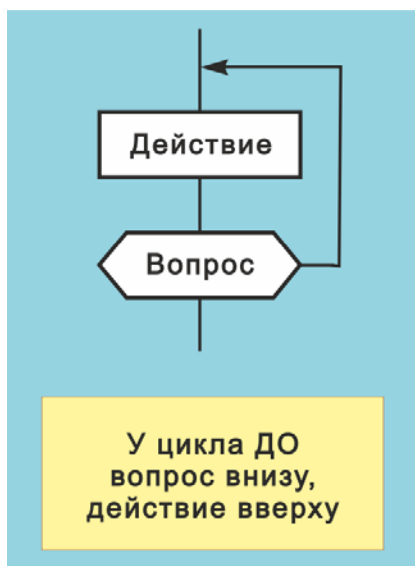 Действие
Вопрос
У цикла ДО
вопрос внизу,
действие вверху